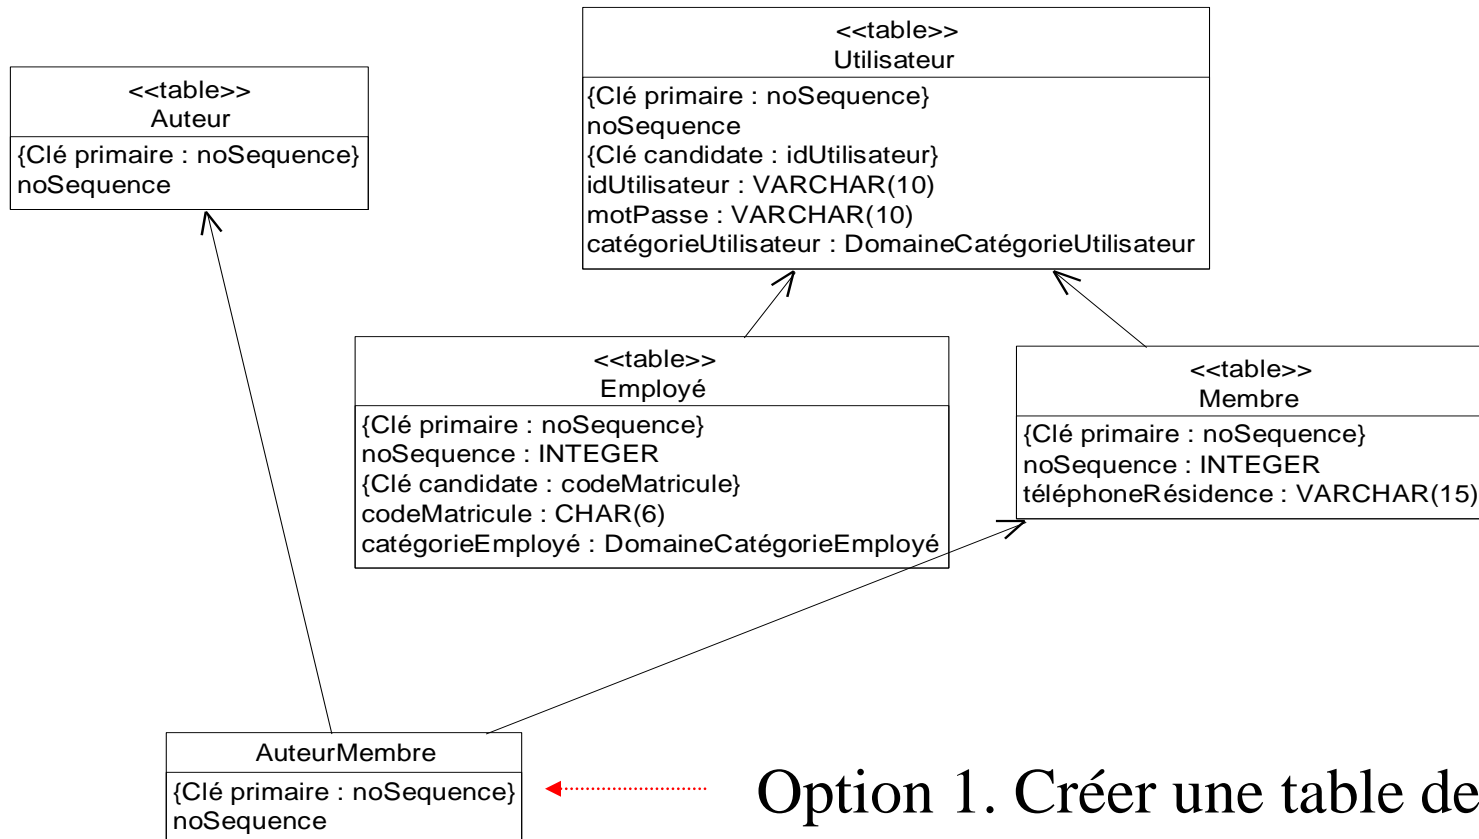 <<table>>
Auteur
{Clé primaire : noSequence}
noSequence
<<table>>
Utilisateur
{Clé primaire : noSequence}
noSequence
{Clé candidate : idUtilisateur}
idUtilisateur : VARCHAR(10)
motPasse : VARCHAR(10)
catégorieUtilisateur : DomaineCatégorieUtilisateur
<<table>>
Employé
{Clé primaire : noSequence}
noSequence : INTEGER
{Clé candidate : codeMatricule}
codeMatricule : CHAR(6)
catégorieEmployé : DomaineCatégorieEmployé
<<table>>
Membre
{Clé primaire : noSequence}
noSequence : INTEGER
téléphoneRésidence : VARCHAR(15)
AuteurMembre
{Clé primaire : noSequence}
noSequence
Option 1. Créer une table de